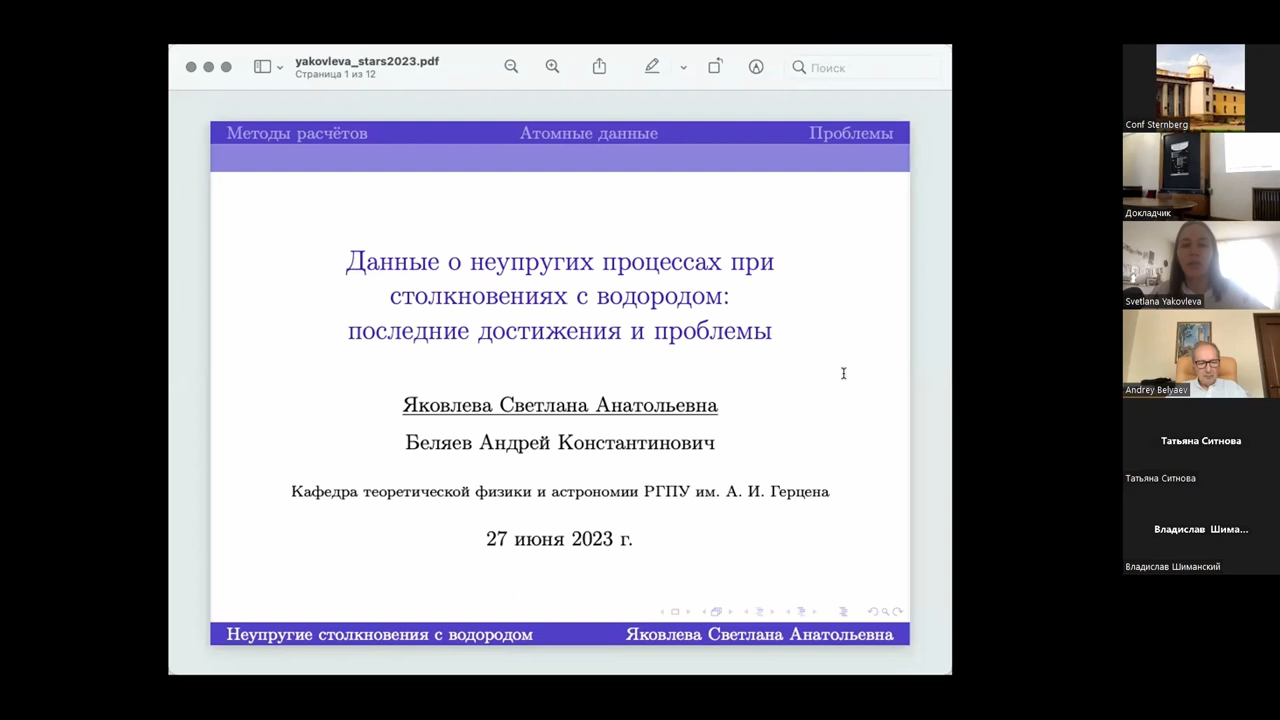 yakovleva_stars2023.pdf
Страница 1 из 12
Поиск
Методы расчётов Атомные данные Проблемы
Данные о неупругих процессах при
столкновениях с водородом:
последние достижения и проблемы
Яковлева Светлана Анатольевна
Беляев Андрей Константинович
Кафедра теоретической физики и астрономии РГПУ им. А. И. Герцена
27 июня 2023 г.
Неупругие столкновения с водородом Яковлева Светлана Анатольевна
Conf Sternberg
Докладчик
Svetlana Yakovleva
Andrey Belyaev
Татьяна Ситнова
Татьяна Ситнова
Владислав Шима...
Владислав Шиманский